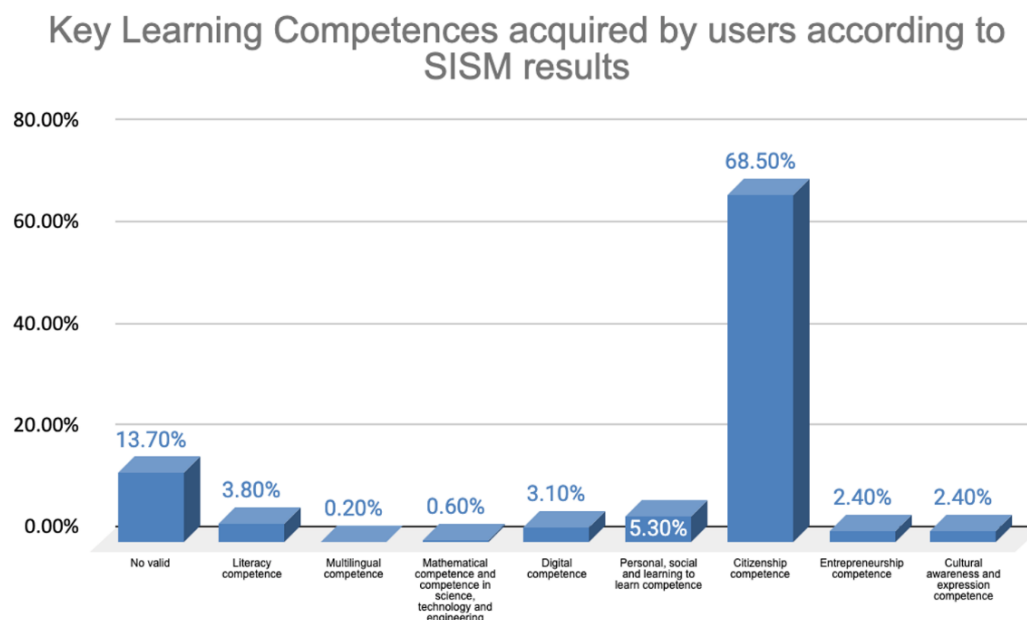 Key Learning Competences acquired by users according to
SISM results
80.00%
60.00%
40.00%
20.00%
0.00%
13.70%
3.80%
0.20%
0.60%
3.10%
5.30%
68.50%
2.40%
2.40%
No valid
Literacy
competence
Multilingual
competence
Mathematical
competence and
competence in
science,
technology and
engineering
Digital
competence
Personal, social
and learning to
learn competence
Citizenship
competence
Entrepreneurship
competence
Cultural
awareness and
expression
competence